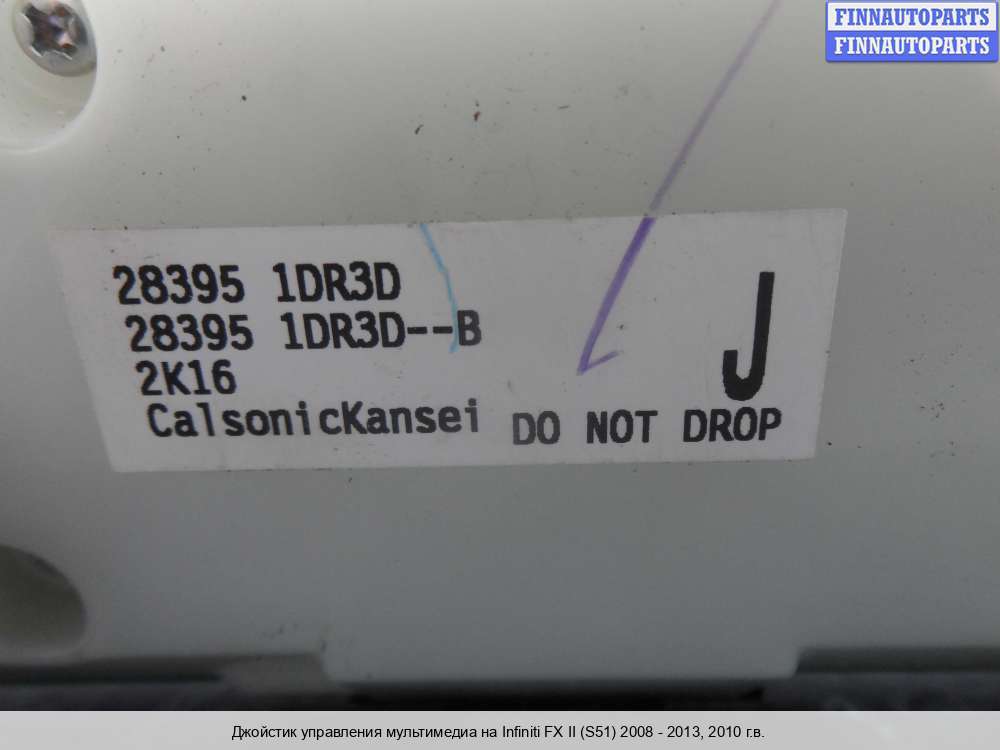 FINNAUTOPARTS
FINNAUTOPARTS
28395 1DR3D
28395 1DR3D--B
2K16
CalsonicKansei DO NOT DROP
J
Джойстик управления мультимедиа на Infiniti FX II (S51) 2008 - 2013, 2010 г.в.